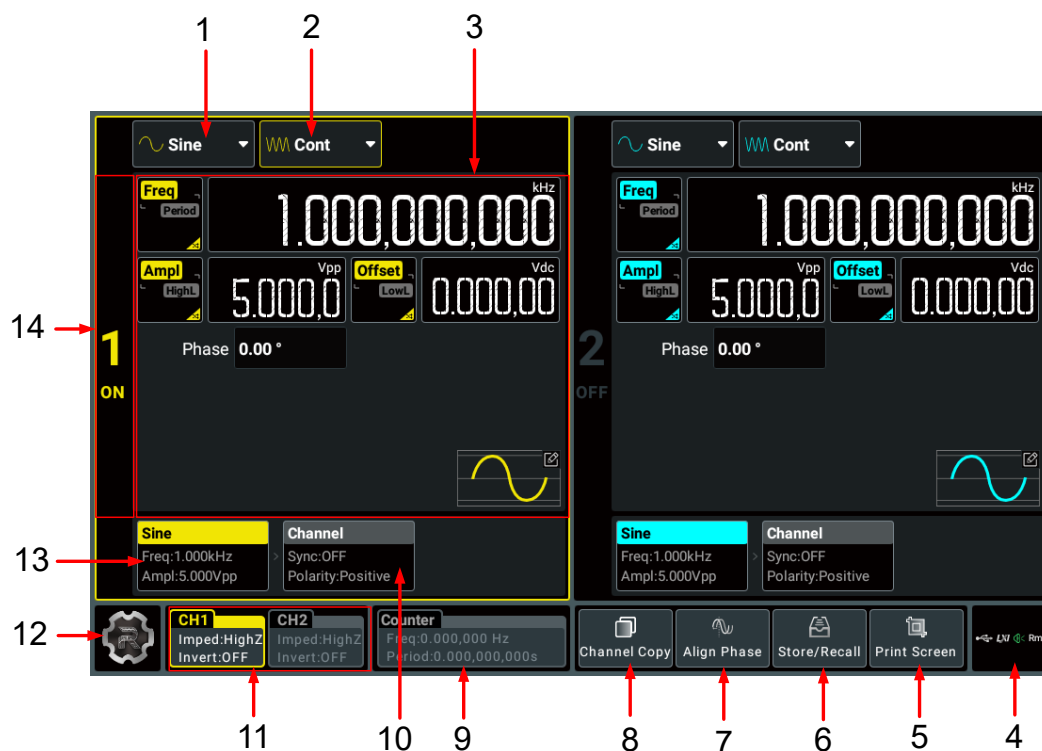 1 2 3
Sine Cont Sine Cont
Freq kHz Freq kHz
Period 1.000,000,000 Period 1.000,000,000
Ampl Vpp Offset Vdc Ampl Vpp Offset Vdc
HighL 5.000,0 LowL 0.000,00 HighL 5.000,0 LowL 0.000,00
14
1 Phase 0.00 ° 2 Phase 0.00 °
ON OFF
Sine Channel Sine Channel
13 Freq:1.000kHz > Sync:OFF Freq:1.000kHz > Sync:OFF
Ampl:5.000Vpp Polarity:Positive Ampl:5.000Vpp Polarity:Positive
CH1 CH2 Counter
12 R Imped:HighZ Imped:HighZ Freq:0.000,000 Hz LNI Rm
Invert:OFF Invert:OFF Period:0.000,000,000s Channel Copy Align Phase Store/Recall Print Screen
11 10 9 8 7 6 5 4